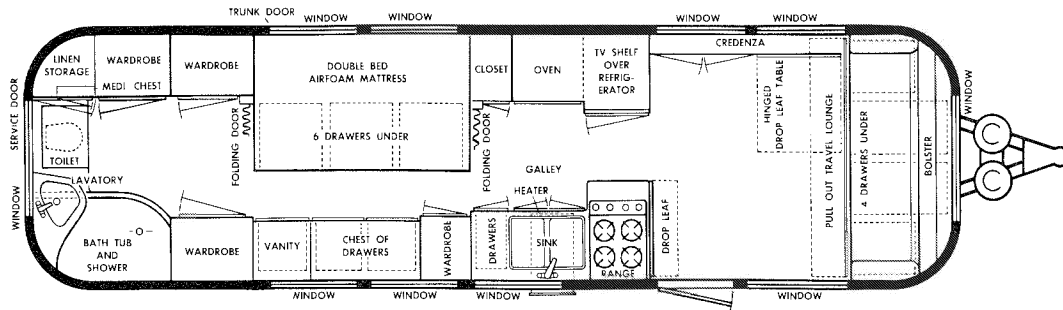 TRUNK DOOR
WINDOW
WINDOW
WINDOW
WINDOW
LINEN
STORAGE
WARDROBE
MEDI CHEST
WARDROBE
DOUBLE BED
AIRFOAM MATTRESS
6 DRAWERS UNDER
CLOSET
OVEN
TV SHELF
OVER
REFRIG-
ERATOR
CREDENZA
HINGED
DROP LEAF TABLE
PULL OUT TRAVEL LOUNGE
4 DRAWERS UNDER
BOLSTER
WINDOW
SERVICE DOOR
TOILET
FOLDING DOOR
FOLDING DOOR
GALLEY
HEATER
LAVATORY
WINDOW
BATH TUB
AND
SHOWER
WARDROBE
VANITY
CHEST OF
DRAWERS
WARDROBE
DRAWERS
SINK
RANGE
DROP LEAF
WINDOW
WINDOW
WINDOW
WINDOW